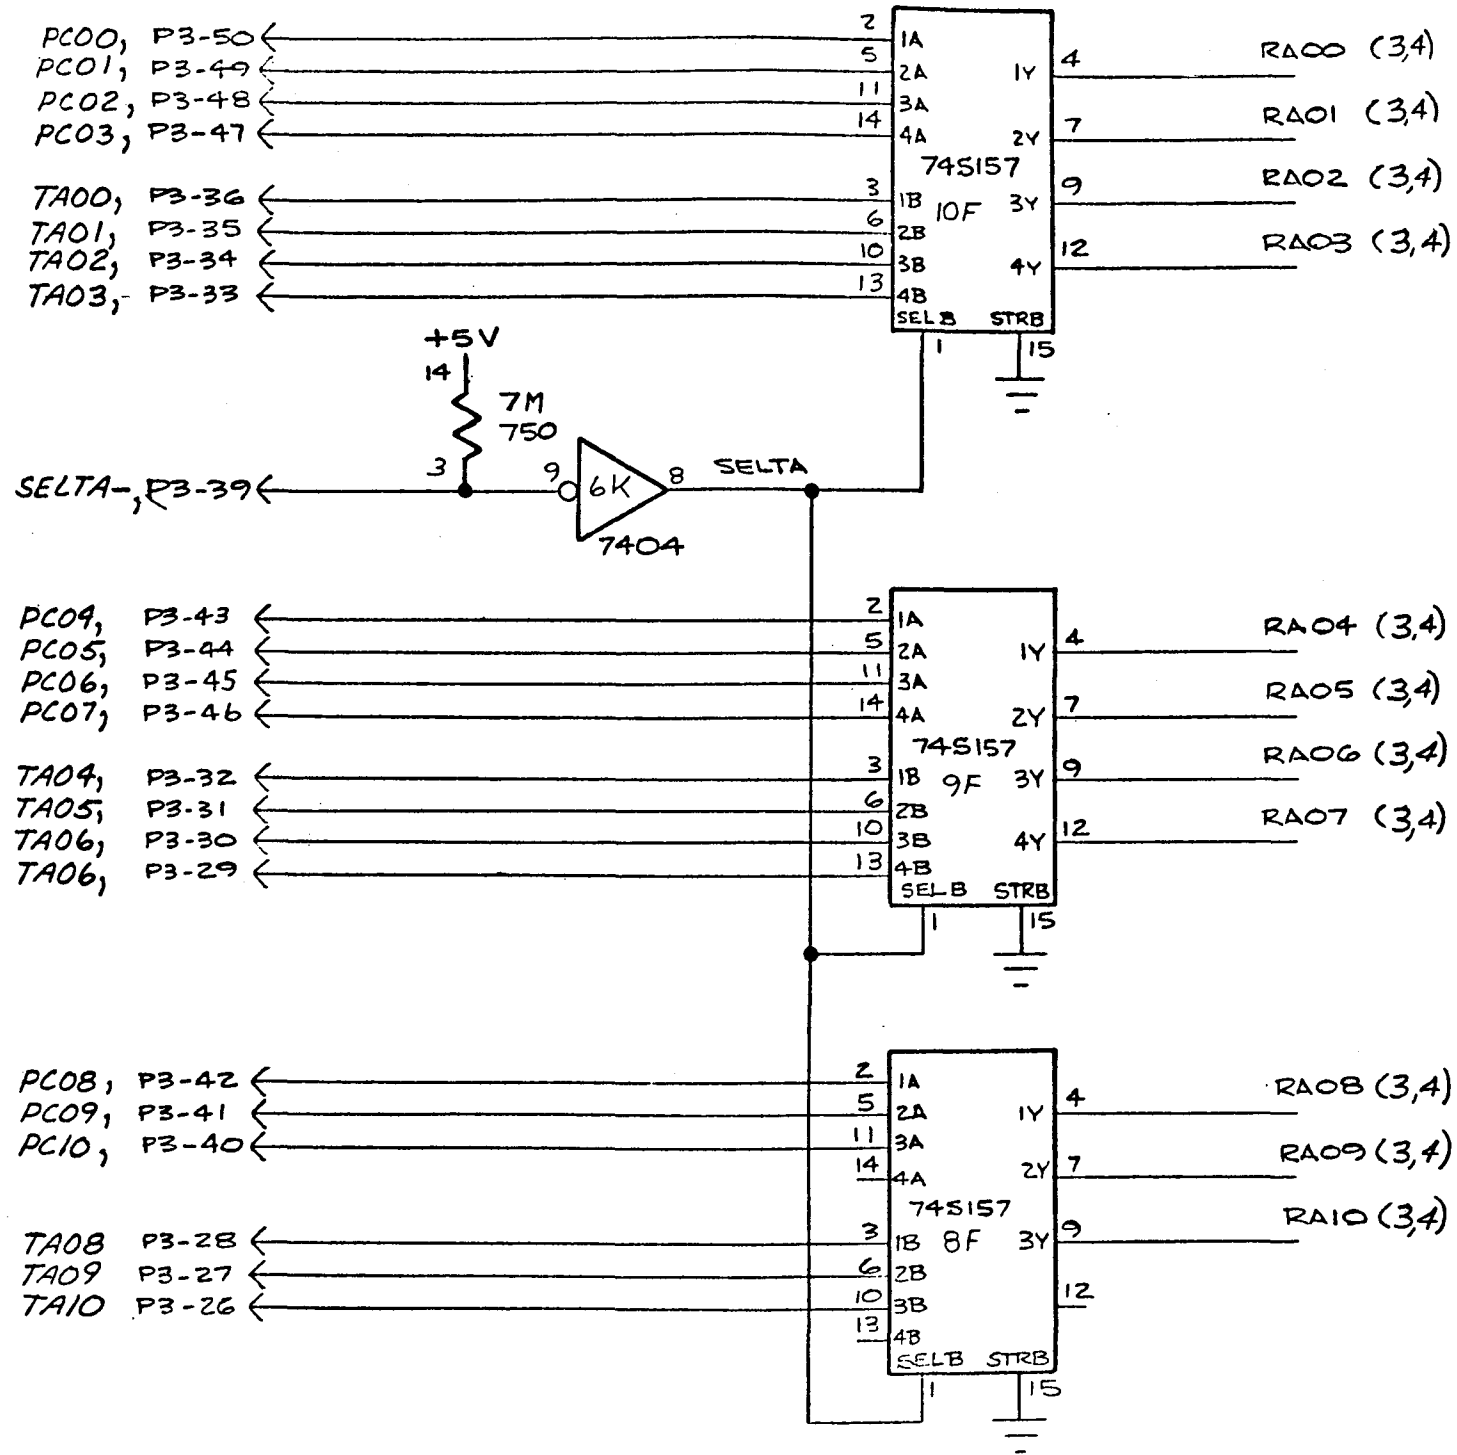 PC00, P3-50
PC01, P3-49
PC02, P3-48
PC03, P3-47
TA00, P3-36
TA01, P3-35
TA02, P3-34
TA03, P3-33
2
5
11
14
3
6
10
13
1A
2A
3A
4A
74S157
1B
10F
2B
3B
4B
SELB STRB
1
15
1Y
2Y
3Y
4Y
4
7
9
12
RA00 (3,4)
RA01 (3,4)
RA02 (3,4)
RA03 (3,4)
+5V
14
7M
750
3
SELTA-, P3-39
9
6K
8
7404
SELTA
PC04, P3-43
PC05, P3-44
PC06, P3-45
PC07, P3-46
TA04, P3-32
TA05, P3-31
TA06, P3-30
TA06, P3-29
2
5
11
14
3
6
10
13
1A
2A
3A
4A
74S157
1B
9F
2B
3B
4B
SELB STRB
1
15
1Y
2Y
3Y
4Y
4
7
9
12
RA04 (3,4)
RA05 (3,4)
RA06 (3,4)
RA07 (3,4)
PC08, P3-42
PC09, P3-41
PC10, P3-40
TA08 P3-28
TA09 P3-27
TA10 P3-26
2
5
11
14
3
6
10
13
1A
2A
3A
4A
74S157
1B
8F
2B
3B
4B
SELB STRB
1
15
1Y
2Y
3Y
4
7
9
12
RA08 (3,4)
RA09 (3,4)
RA10 (3,4)